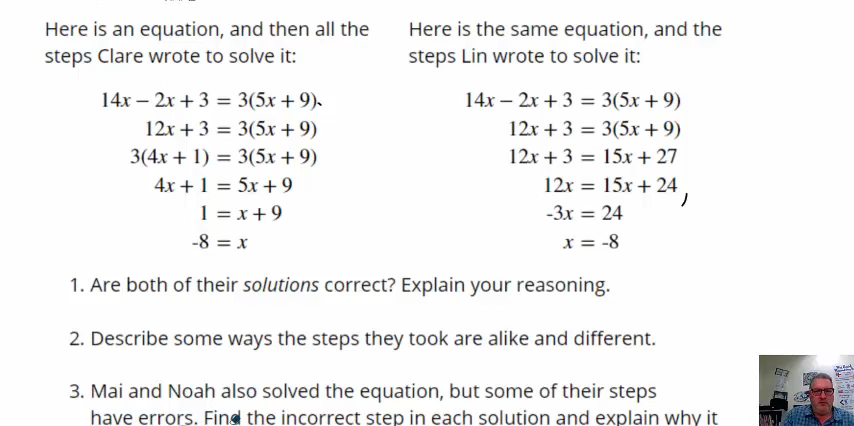 Here is an equation, and then all the
steps Clare wrote to solve it:
14x − 2x + 3 = 3(5x + 9)
12x + 3 = 3(5x + 9)
3(4x + 1) = 3(5x + 9)
4x + 1 = 5x + 9
1 = x + 9
-8 = x
Here is the same equation, and the
steps Lin wrote to solve it:
14x − 2x + 3 = 3(5x + 9)
12x + 3 = 3(5x + 9)
12x + 3 = 15x + 27
12x = 15x + 24
-3x = 24
x = -8
1. Are both of their solutions correct? Explain your reasoning.
2. Describe some ways the steps they took are alike and different.
3. Mai and Noah also solved the equation, but some of their steps
have errors. Find the incorrect step in each solution and explain why it